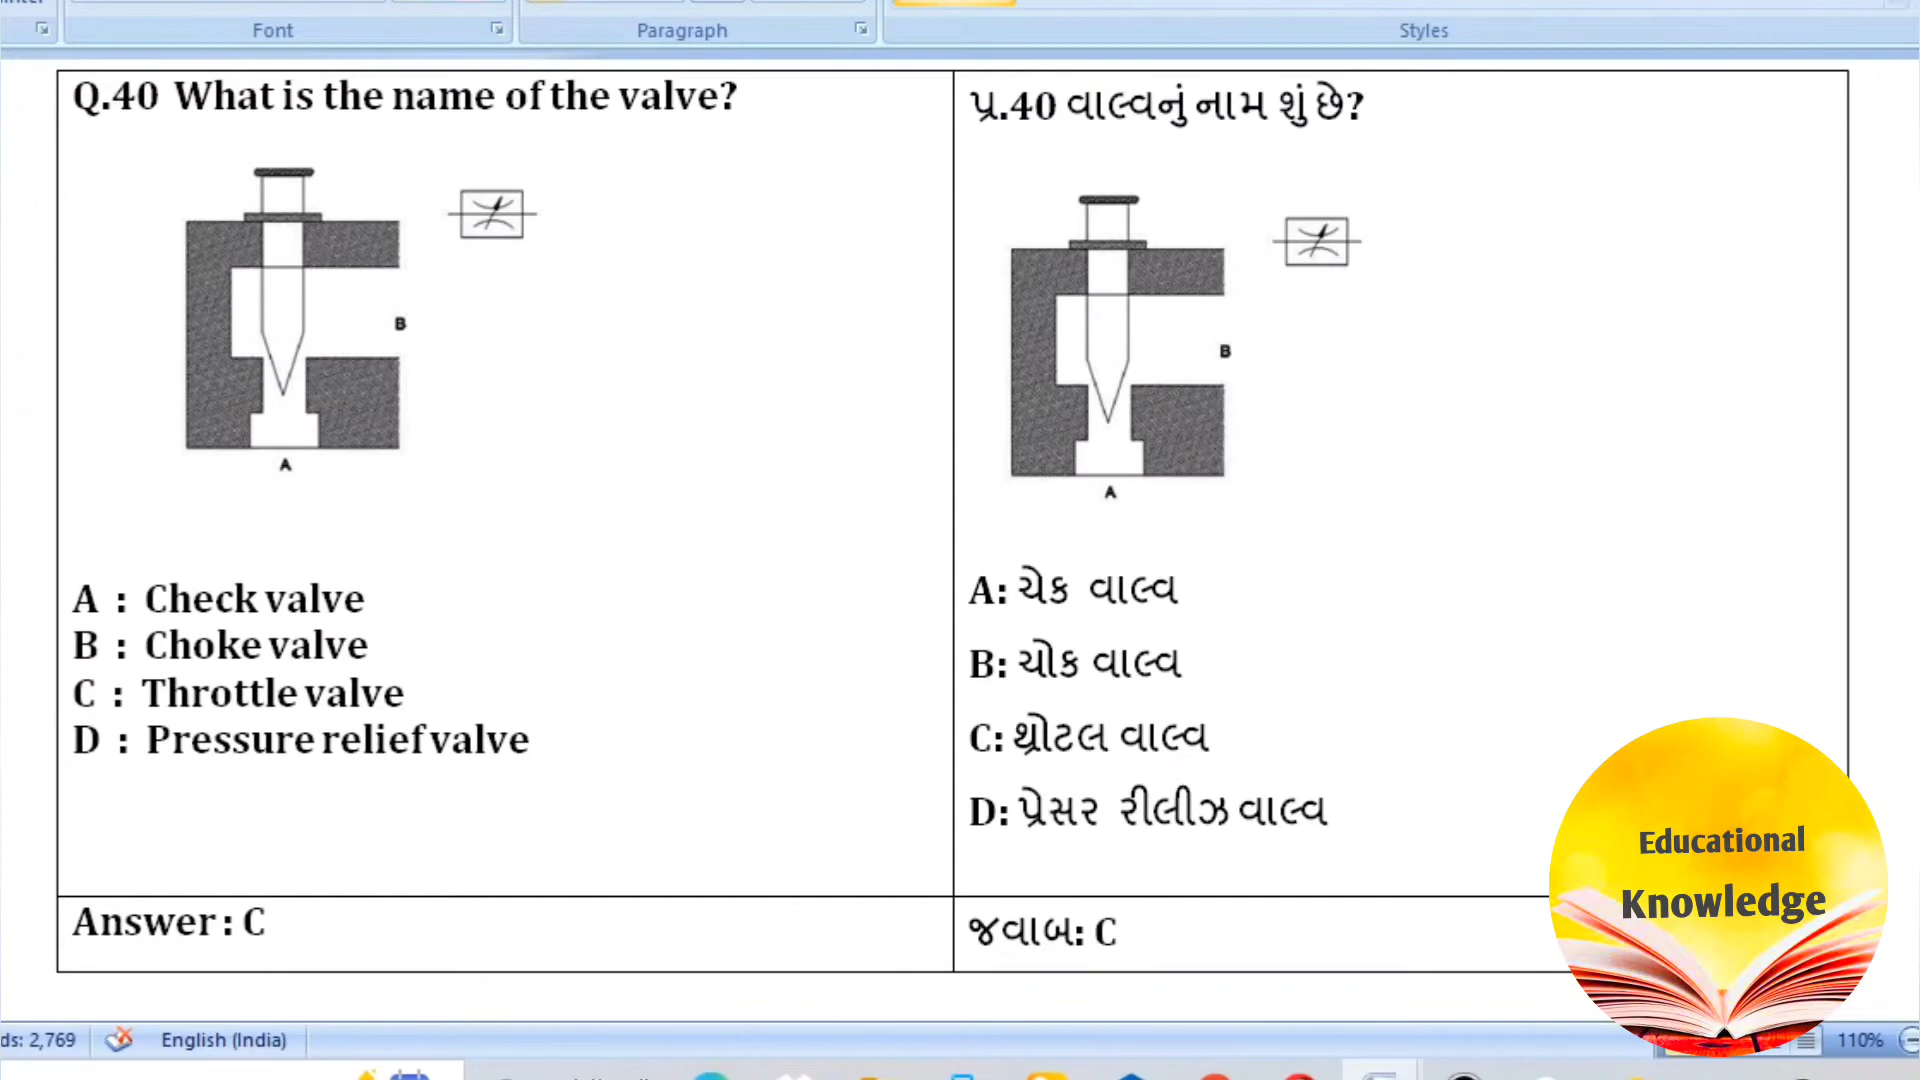 Font
Paragraph
Styles
Q.40 What is the name of the valve?
B
A
A : Check valve
B : Choke valve
C : Throttle valve
D : Pressure relief valve
Answer : C
પ્ર.40 વાલ્વનું નામ શું છે?
B
A
A: ચેક વાલ્વ
B: ચોક વાલ્વ
C: થ્રોટલ વાલ્વ
D: પ્રેસર રીલીઝ વાલ્વ
જવાબ: C
Educational
Knowledge
ds: 2,769
English (India)
110%